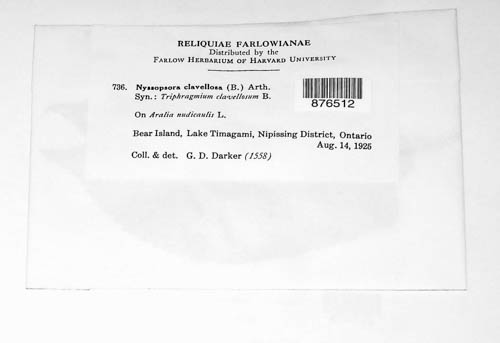 RELIQUIAE FARLOWIANAE
Distributed by the
FARLOW HERBARIUM OF HARVARD UNIVERSITY
736. Nyssopsora clavellosa (B.) Arth.
Syn.: Triphragmium clavellosum B.
876512
On Aralia nudicaulis L.
Bear Island, Lake Timagami, Nipissing District, Ontario
Aug. 14, 1925
Coll. & det. G. D. Darker (1558)